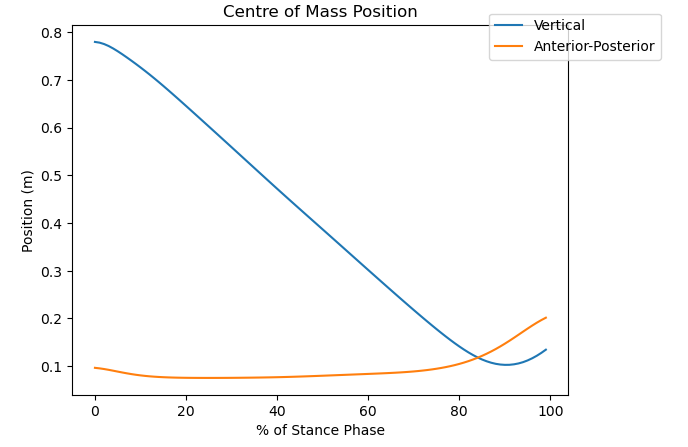 Centre of Mass Position
Vertical
Anterior-Posterior
0.8
0.7
0.6
0.5
0.4
0.3
0.2
0.1
Position (m)
0 20 40 60 80 100
% of Stance Phase